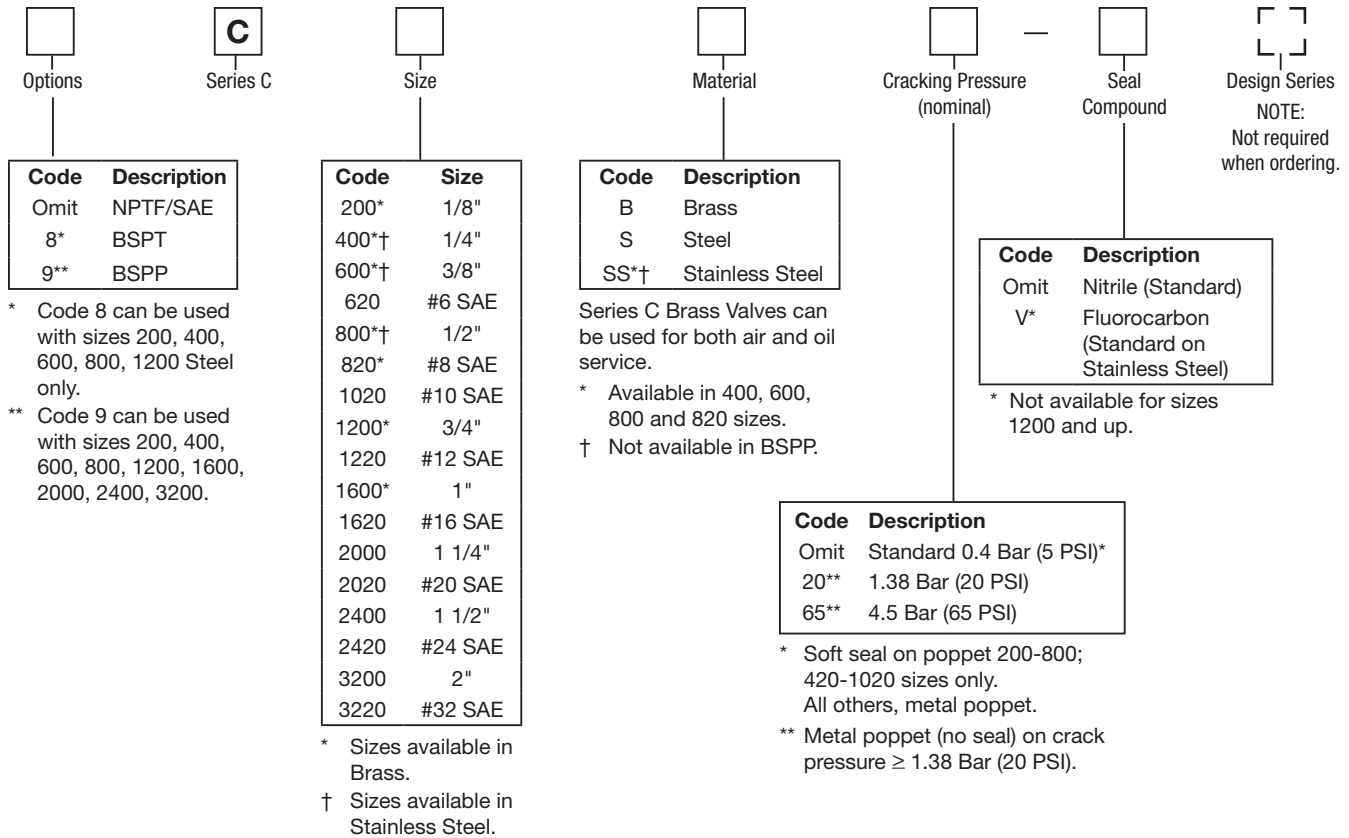 C
—
Options
Series C
Size
Material
Cracking Pressure
(nominal)
Seal
Compound
Design Series
NOTE:
Not required
when ordering.
Code Description
Omit NPTF/SAE
8* BSPT
9** BSPP
* Code 8 can be used
with sizes 200, 400,
600, 800, 1200 Steel
only.
** Code 9 can be used
with sizes 200, 400,
600, 800, 1200, 1600,
2000, 2400, 3200.
Code Size
200* 1/8"
400*† 1/4"
600*† 3/8"
620 #6 SAE
800*† 1/2"
820* #8 SAE
1020 #10 SAE
1200* 3/4"
1220 #12 SAE
1600* 1"
1620 #16 SAE
2000 1 1/4"
2020 #20 SAE
2400 1 1/2"
2420 #24 SAE
3200 2"
3220 #32 SAE
* Sizes available in
Brass.
† Sizes available in
Stainless Steel.
Code Description
B Brass
S Steel
SS*† Stainless Steel
Series C Brass Valves can
be used for both air and oil
service.
* Available in 400, 600,
800 and 820 sizes.
† Not available in BSPP.
Code Description
Omit Nitrile (Standard)
V* Fluorocarbon
(Standard on
Stainless Steel)
* Not available for sizes
1200 and up.
Code Description
Omit Standard 0.4 Bar (5 PSI)*
20** 1.38 Bar (20 PSI)
65** 4.5 Bar (65 PSI)
* Soft seal on poppet 200-800;
420-1020 sizes only.
All others, metal poppet.
** Metal poppet (no seal) on crack
pressure ≥ 1.38 Bar (20 PSI).